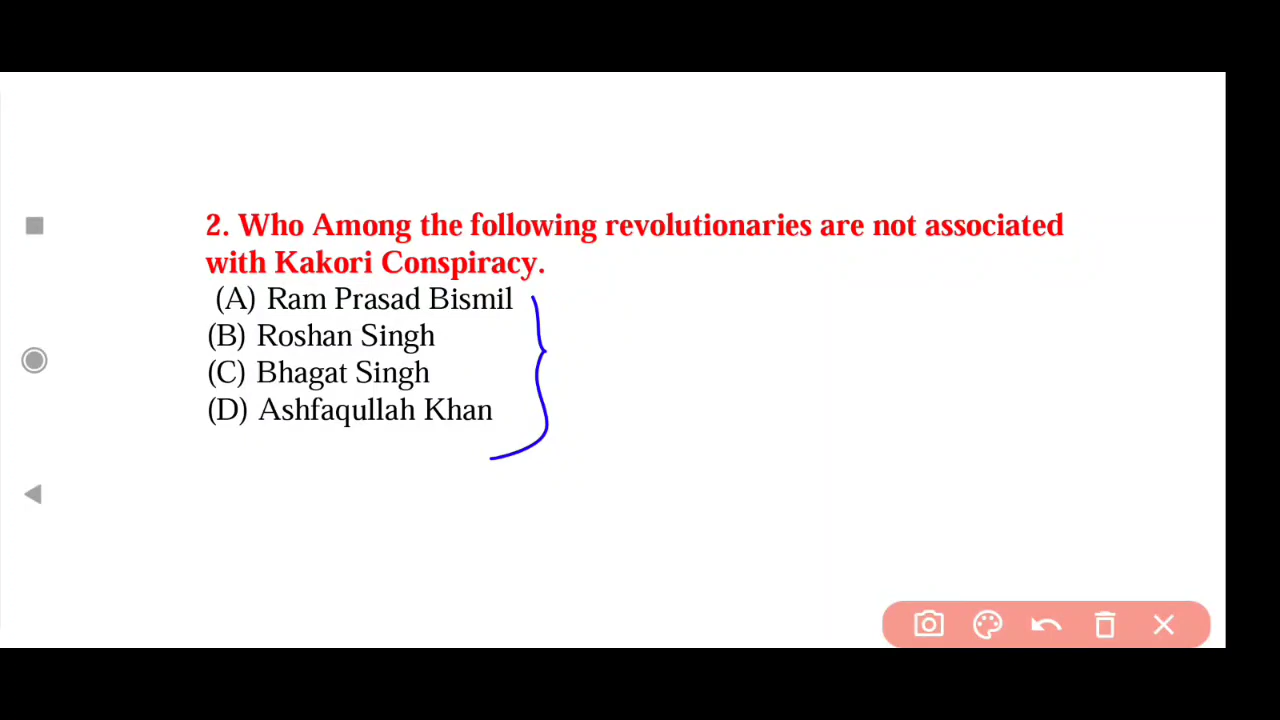 2. Who Among the following revolutionaries are not associated
with Kakori Conspiracy.
(A) Ram Prasad Bismil
(B) Roshan Singh
(C) Bhagat Singh
(D) Ashfaqullah Khan